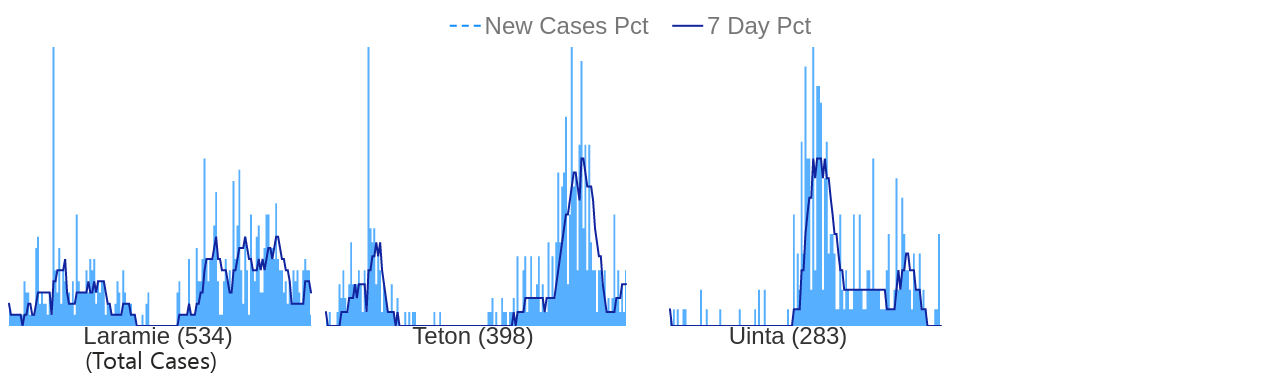 New Cases Pct 7 Day Pct
Laramie (534) Teton (398) Uinta (283)
(Total Cases)